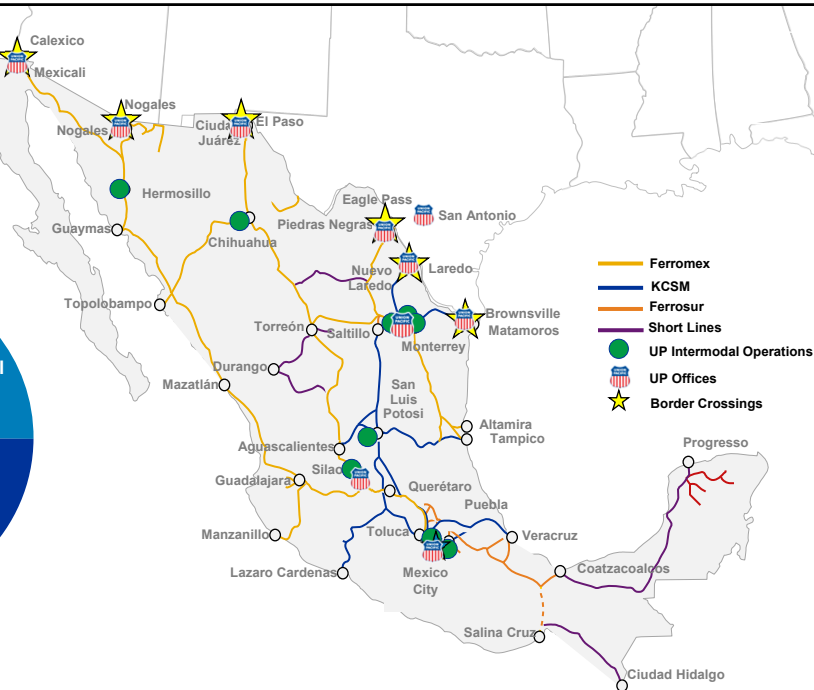 Calexico
Mexicali
Nogales
Nogales
Ciudad
Juárez
El Paso
Hermosillo
Guaymas
Chihuahua
Eagle Pass
Piedras Negras
San Antonio
Nuevo
Laredo
Laredo
Topolobampo
Torreón
Saltillo
Monterrey
Brownsville
Matamoros
Durango
Mazatlán
San
Luis
Potosi
Altamira
Tampico
Aguascalientes
Silao
Guadalajara
Querétaro
Puebla
Manzanillo
Toluca
Veracruz
Lazaro Cardenas
Mexico
City
Coatzacoalcos
Progresso
Salina Cruz
Ciudad Hidalgo
Ferromex
KCSM
Ferrosur
Short Lines
UP Intermodal Operations
UP Offices
Border Crossings